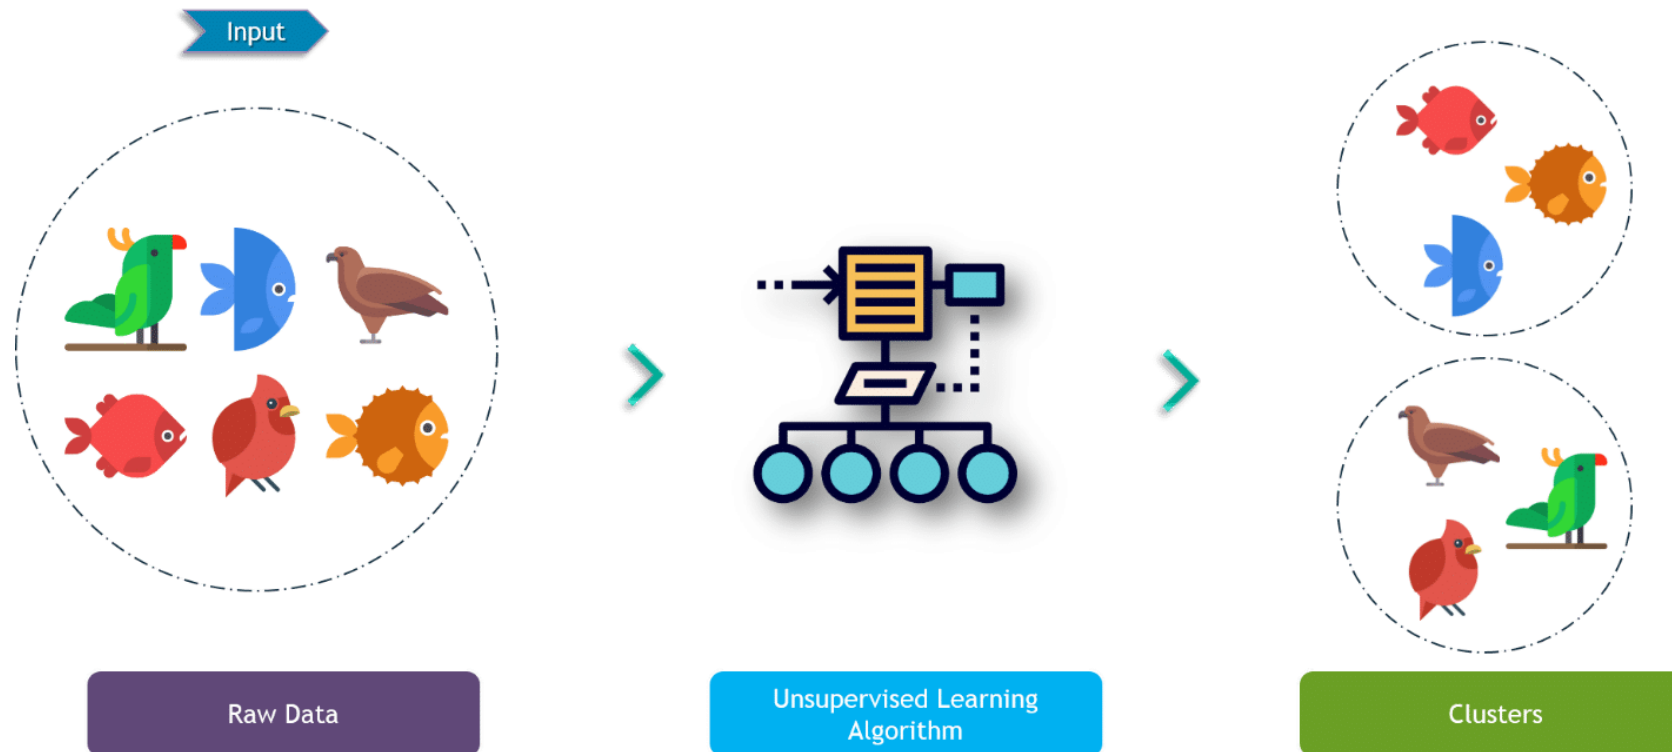 Input
Raw Data
Unsupervised Learning
Algorithm
Clusters